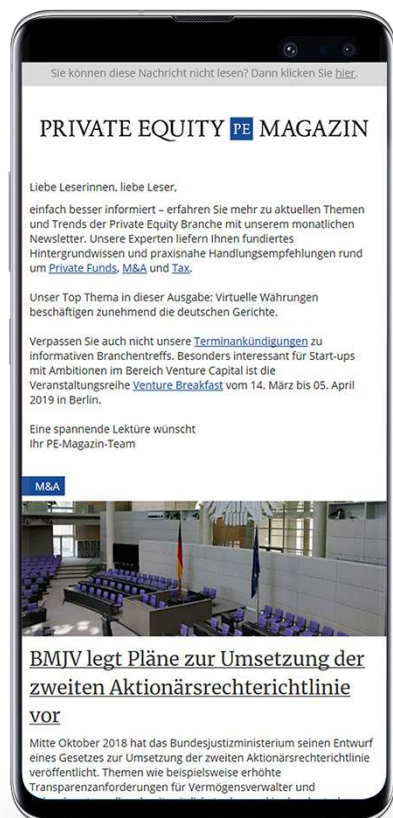 Sie können diese Nachricht nicht lesen? Dann klicken Sie hier.
PRIVATE EQUITY PE MAGAZIN
Liebe Leserinnen, liebe Leser,
einfach besser informiert – erfahren Sie mehr zu aktuellen Themen
und Trends der Private Equity Branche mit unserem monatlichen
Newsletter. Unsere Experten liefern Ihnen fundiertes
Hintergrundwissen und praxisnahe Handlungsempfehlungen rund
um Private Funds, M&A und Tax.
Unser Top Thema in dieser Ausgabe: Virtuelle Währungen
beschäftigen zunehmend die deutschen Gerichte.
Verpassen Sie auch nicht unsere Terminankündigungen zu
informativen Branchentreffs. Besonders interessant für Start-ups
mit Ambitionen im Bereich Venture Capital ist die
Veranstaltungsreihe Venture Breakfast vom 14. März bis 05. April
2019 in Berlin.
Eine spannende Lektüre wünscht
Ihr PE-Magazin-Team
M&A
BMJV legt Pläne zur Umsetzung der
zweiten Aktionärsrechterichtlinie
vor
Mitte Oktober 2018 hat das Bundesjustizministerium seinen Entwurf
eines Gesetzes zur Umsetzung der zweiten Aktionärsrechterichtlinie
veröffentlicht. Themen wie beispielsweise erhöhte
Transparenzanforderungen für Vermögensverwalter und